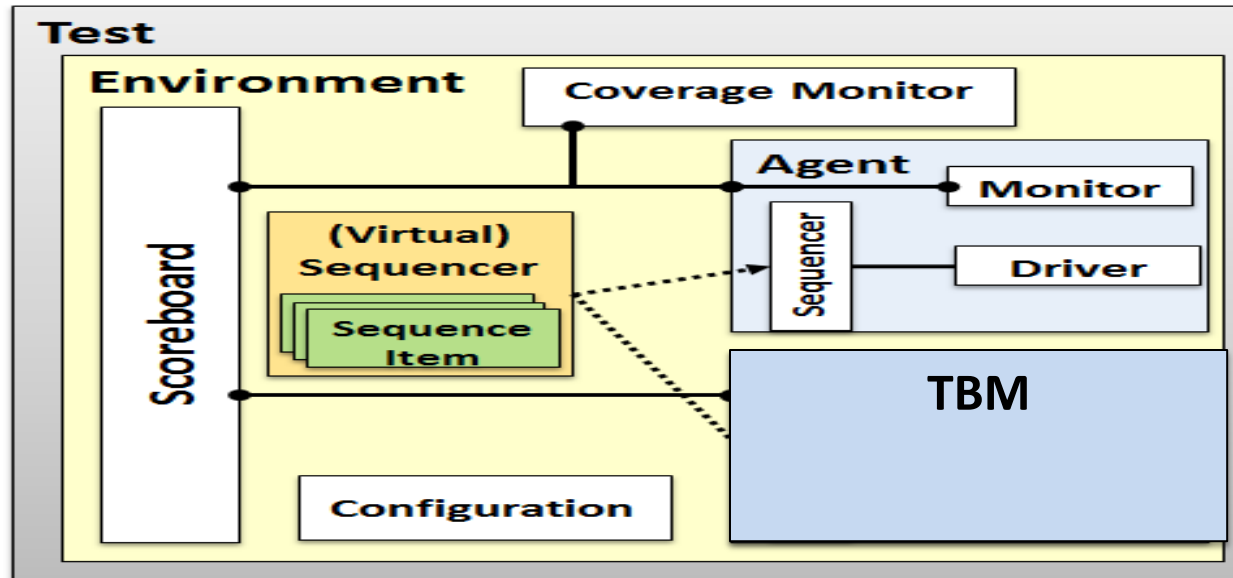 Test
Environment
Coverage Monitor
Agent
Monitor
(Virtual)
Sequencer
Sequencer
Driver
Scoreboard
Sequence
Item
TBM
Configuration